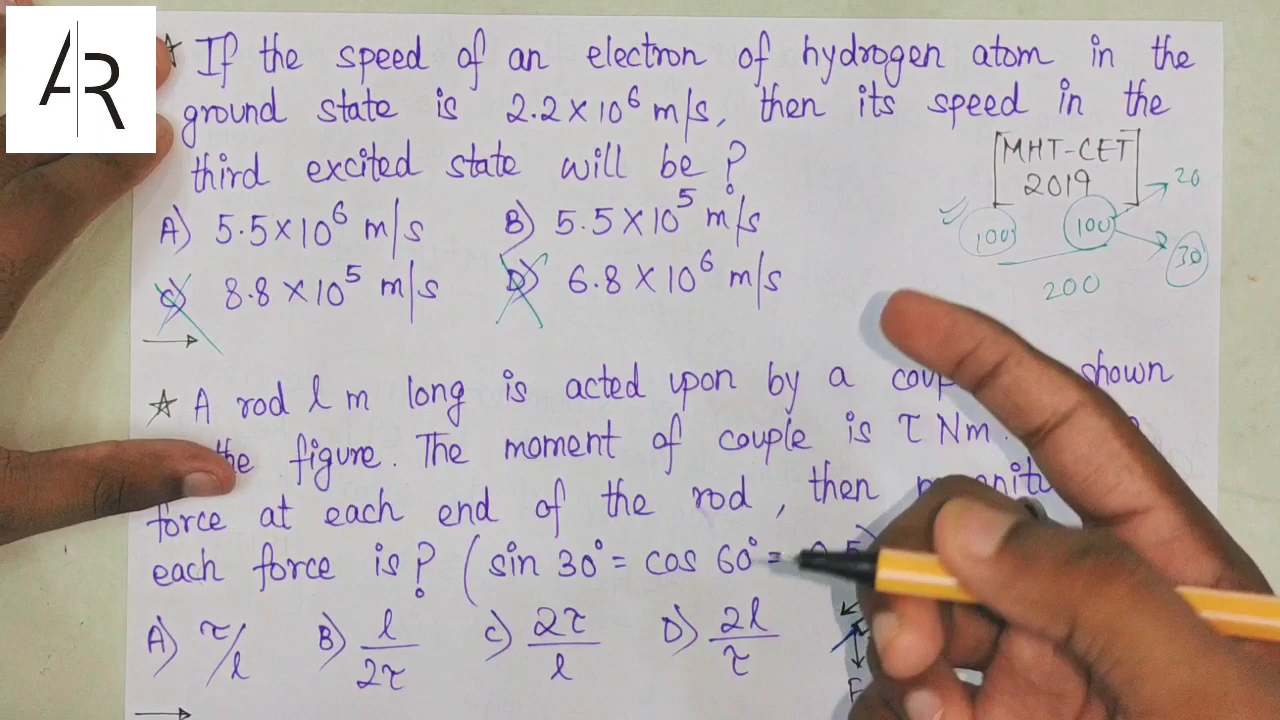 AR
If the speed of an electron of hydrogen atom in the
ground state is 2.2×10⁶ m/s, then its speed in the
third excited state will be?
[MHT-CET 2019]
A) 5.5×10⁶ m/s B) 5.5×10⁵ m/s
C) 8.8×10⁵ m/s D) 6.8×10⁶ m/s
100 100 20
30
200
☆ A rod l m long is acted upon by a shown
the figure. The moment of couple is τ Nm.
force at each end of the rod, then
each force is? (sin 30° = cos 60° =
A) τ/l B) l/2τ C) 2τ/l D) 2l/τ
F